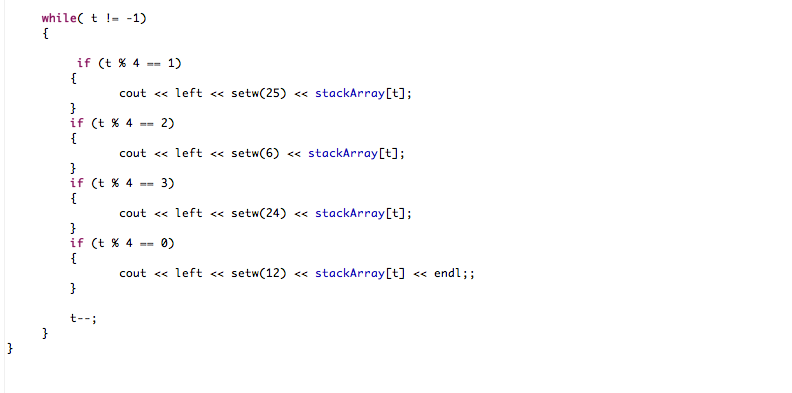 while( t != -1)
{
if (t % 4 == 1)
{
cout << left << setw(25) << stackArray[t];
}
if (t % 4 == 2)
{
cout << left << setw(6) << stackArray[t];
}
if (t % 4 == 3)
{
cout << left << setw(24) << stackArray[t];
}
if (t % 4 == 0)
{
cout << left << setw(12) << stackArray[t] << endl;;
}
t--;
}
}